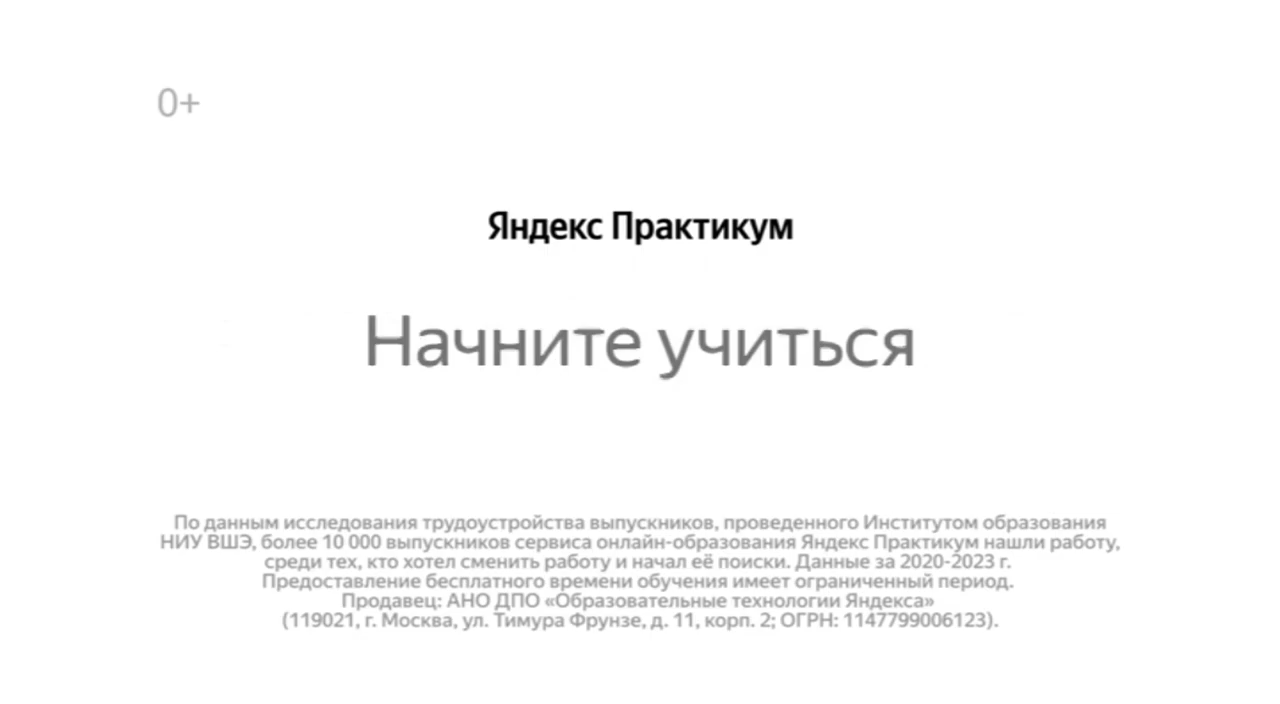 0+
Яндекс Практикум
Начните учиться
По данным исследования трудоустройства выпускников, проведенного Институтом образования
НИУ ВШЭ, более 10 000 выпускников сервиса онлайн-образования Яндекс Практикум нашли работу,
среди тех, кто хотел сменить работу и начал её поиски. Данные за 2020-2023 г.
Предоставление бесплатного времени обучения имеет ограниченный период.
Продавец: АНО ДПО «Образовательные технологии Яндекса»
(119021, г. Москва, ул. Тимура Фрунзе, д. 11, корп. 2; ОГРН: 1147799006123).